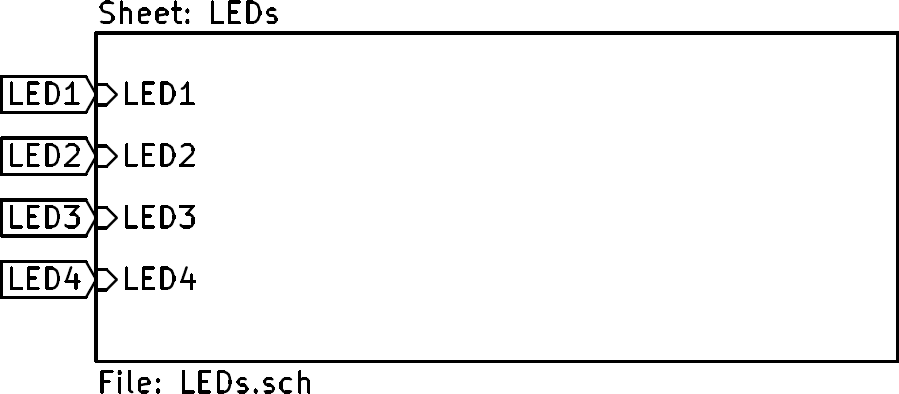 Sheet: LEDs
LED1 LED1
LED2 LED2
LED3 LED3
LED4 LED4
File: LEDs.sch